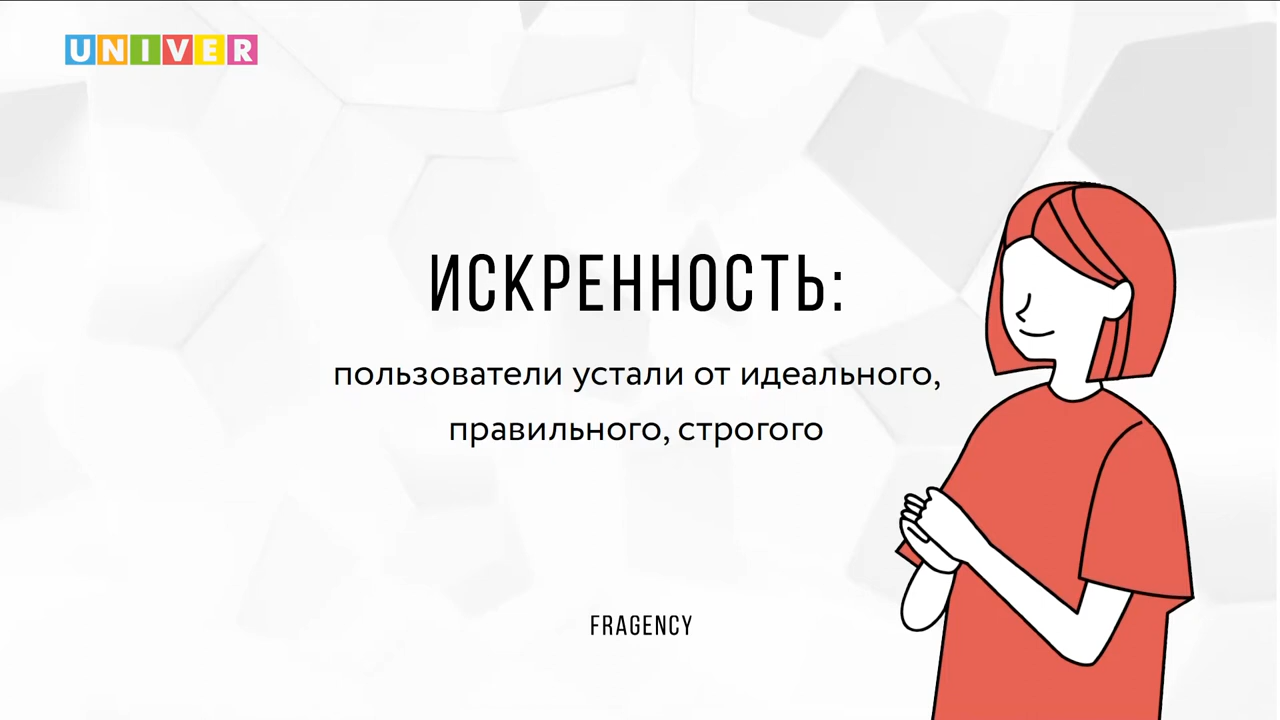 UNIVER
ИСКРЕННОСТЬ:
пользователи устали от идеального,
правильного, строгого
FRAGENCY